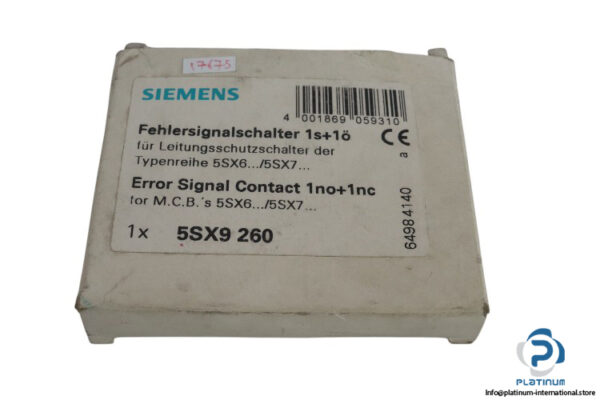 17675
SIEMENS
4 001869 059310
Fehlersignalschalter 1s+1ö
für Leitungsschutzschalter der
Typenreihe 5SX6.../5SX7...
CE
a
Error Signal Contact 1no+1nc
for M.C.B.'s 5SX6.../5SX7...
1x 5SX9 260
64984140
PLATINUM
Info@platinum-international.store